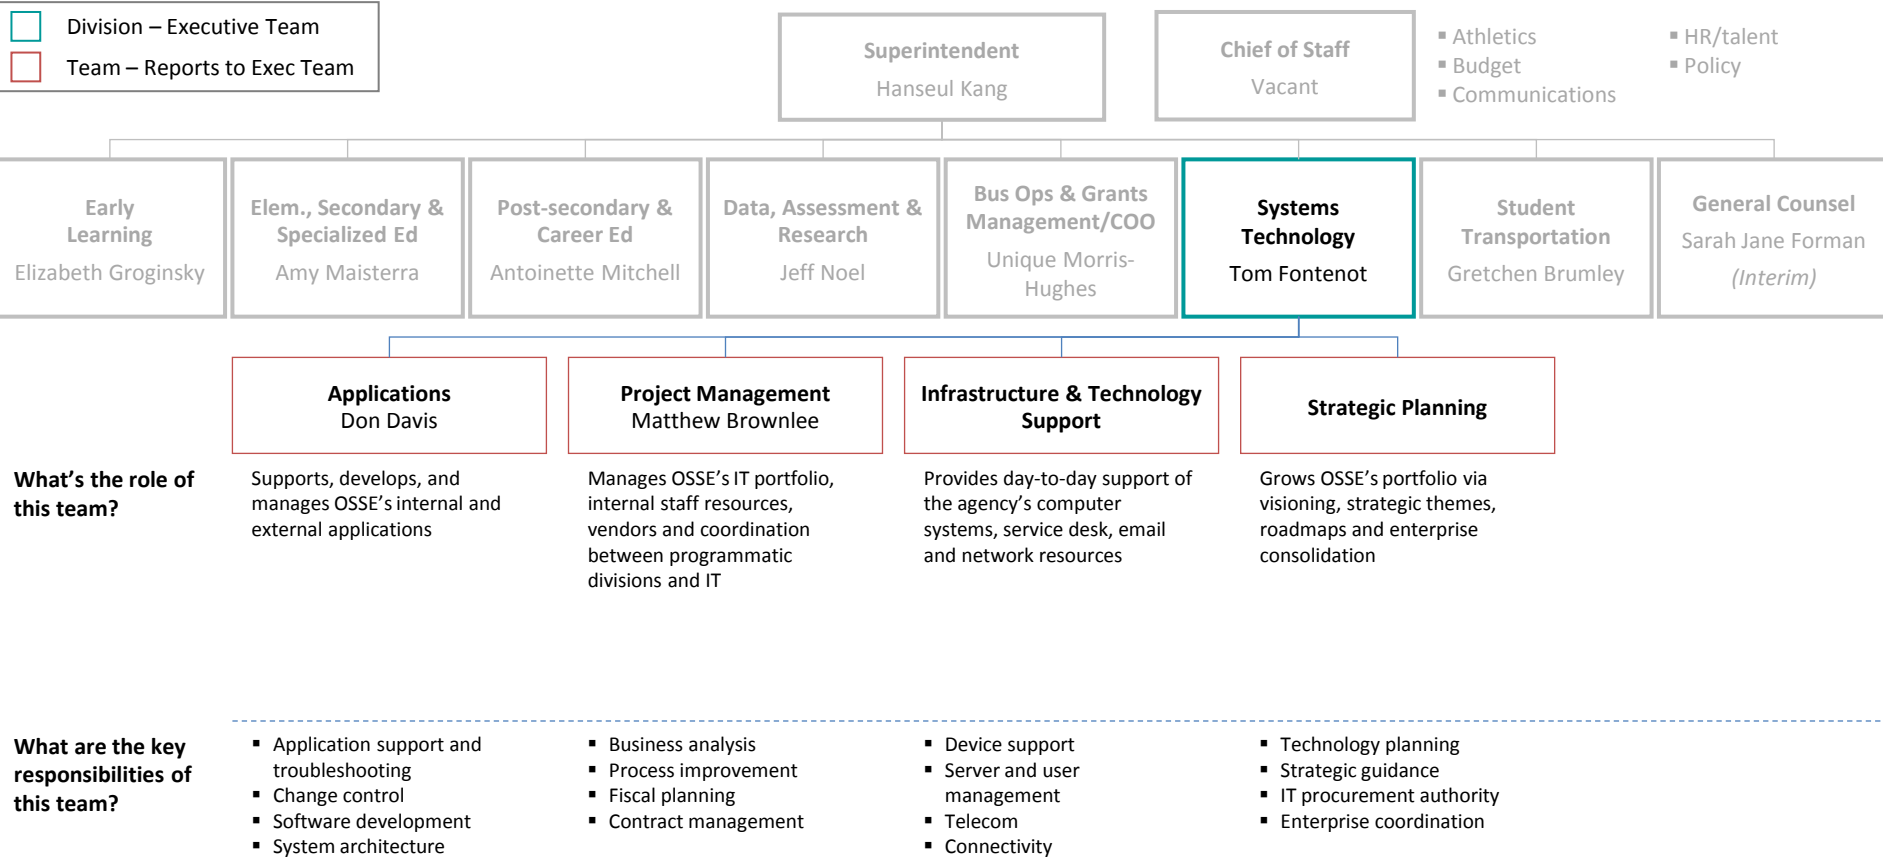 Division – Executive Team
Team – Reports to Exec Team
Superintendent
Hanseul Kang
Chief of Staff
Vacant
▪ Athletics
▪ Budget
▪ Communications
▪ HR/talent
▪ Policy
Early
Learning
Elizabeth Groginsky
Elem., Secondary &
Specialized Ed
Amy Maisterra
Post-secondary &
Career Ed
Antoinette Mitchell
Data, Assessment &
Research
Jeff Noel
Bus Ops & Grants
Management/COO
Unique Morris-
Hughes
Systems
Technology
Tom Fontenot
Student
Transportation
Gretchen Brumley
General Counsel
Sarah Jane Forman
(Interim)
Applications
Don Davis
Project Management
Matthew Brownlee
Infrastructure & Technology
Support
Strategic Planning
What's the role of
this team?
Supports, develops, and
manages OSSE's internal and
external applications
Manages OSSE's IT portfolio,
internal staff resources,
vendors and coordination
between programmatic
divisions and IT
Provides day-to-day support of
the agency's computer
systems, service desk, email
and network resources
Grows OSSE's portfolio via
visioning, strategic themes,
roadmaps and enterprise
consolidation
What are the key
responsibilities of
this team?
▪ Application support and
troubleshooting
▪ Change control
▪ Software development
▪ System architecture
▪ Business analysis
▪ Process improvement
▪ Fiscal planning
▪ Contract management
▪ Device support
▪ Server and user
management
▪ Telecom
▪ Connectivity
▪ Technology planning
▪ Strategic guidance
▪ IT procurement authority
▪ Enterprise coordination